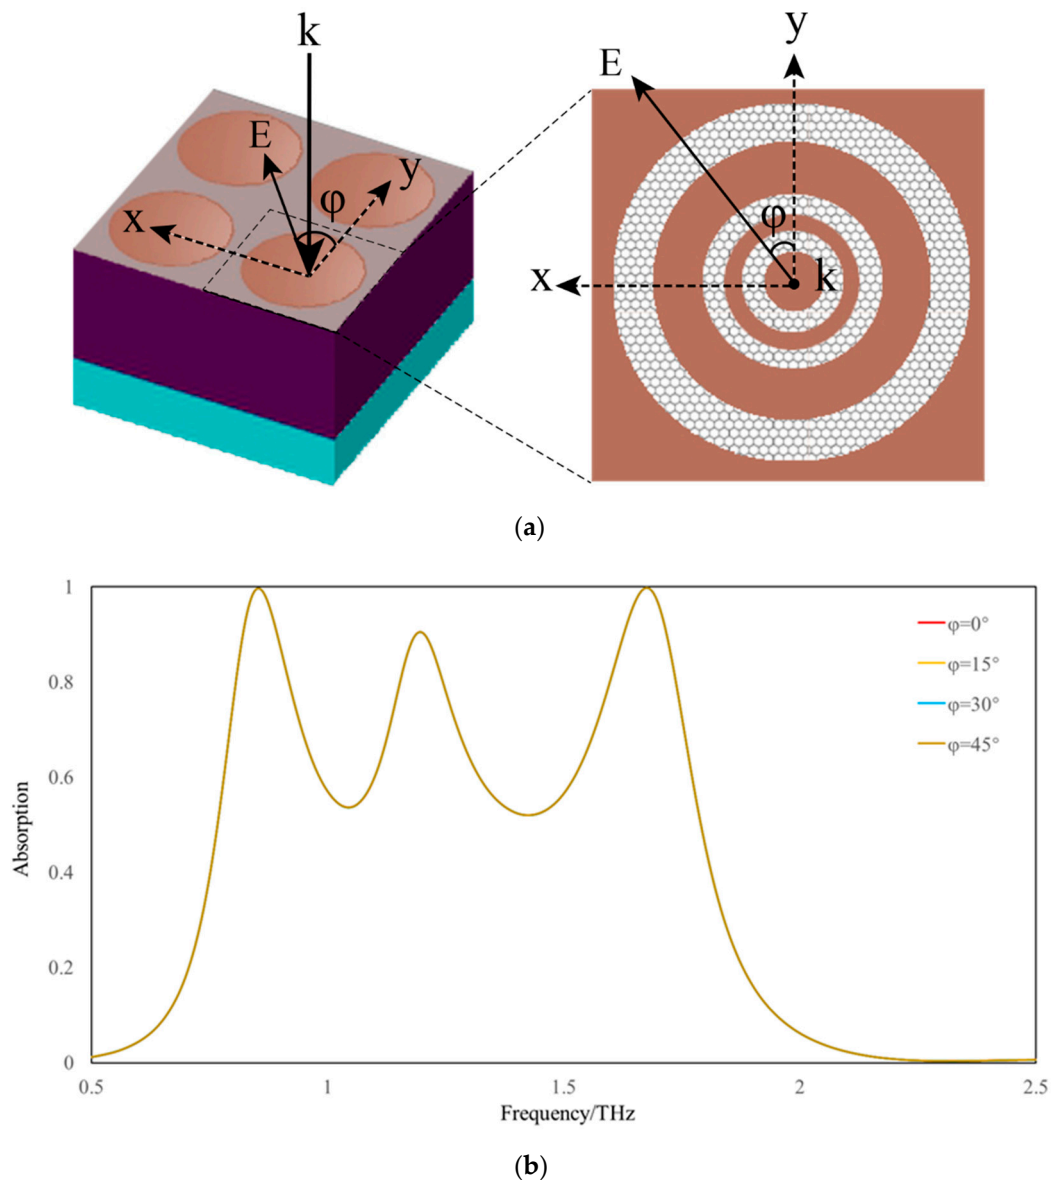 k
E
φ
y
x
y
E
φ
x
k
(a)
1
0.8
0.6
0.4
0.2
0
Absorption
φ=0°
φ=15°
φ=30°
φ=45°
0.5 1 1.5 2 2.5
Frequency/THz
(b)